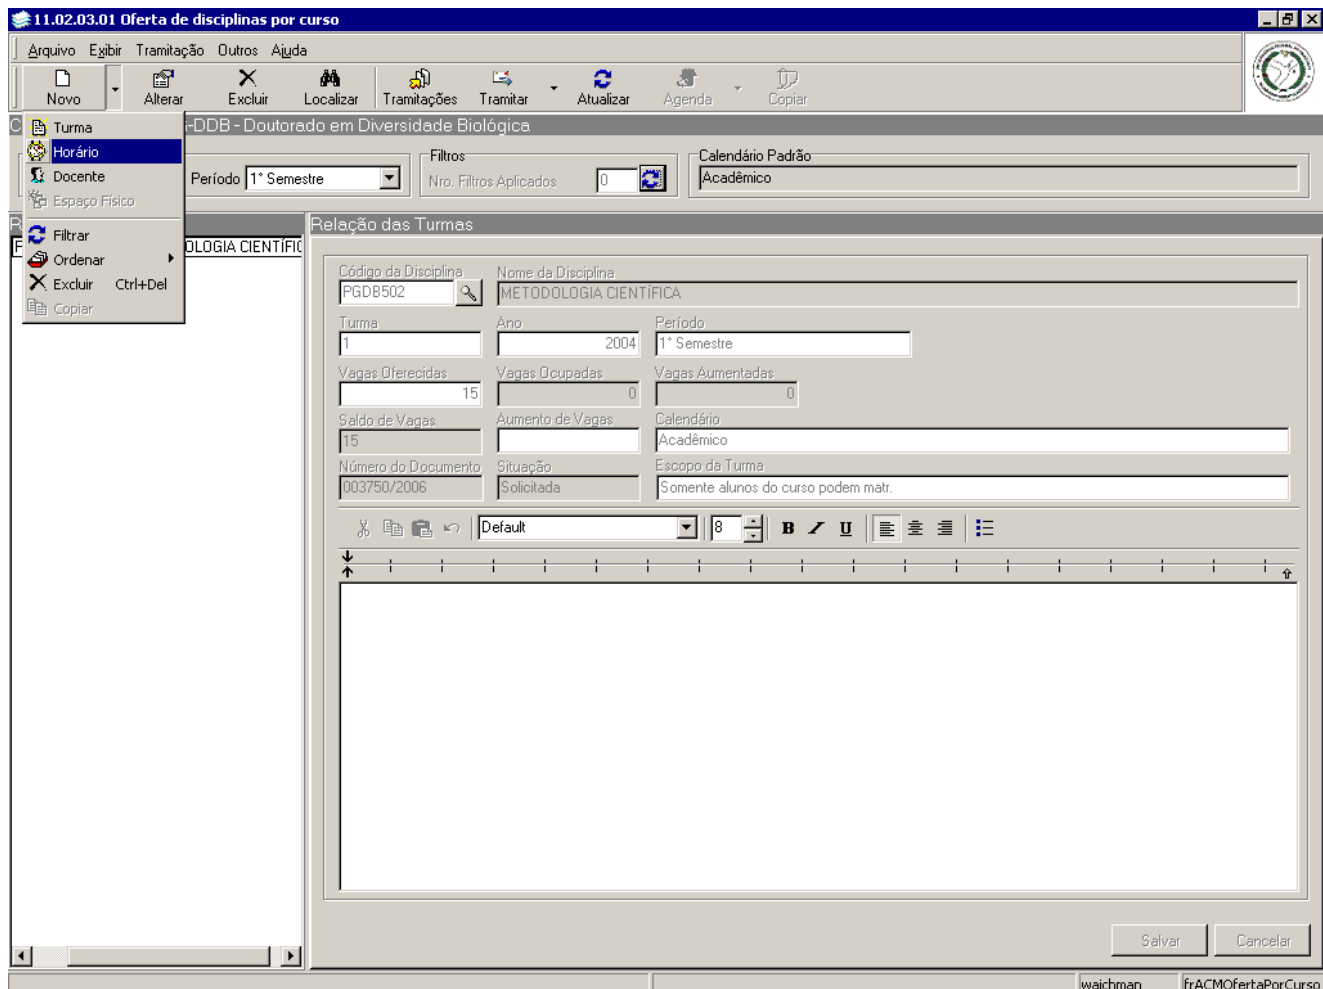 11.02.03.01 Oferta de disciplinas por curso
Arquivo Exibir Tramitação Outros Ajuda
Novo Alterar Excluir Localizar Tramitações Tramitar Atualizar Agenda Copiar
-DDB - Doutorado em Diversidade Biológica
Turma
Horário
Docente
Espaço Físico
Filtrar
Ordenar
Excluir Ctrl+Del
Copiar
Período 1° Semestre
Filtros
Nro. Filtros Aplicados 0
Calendário Padrão
Acadêmico
Relação das Turmas
OLOGIA CIENTÍFIC
Código da Disciplina Nome da Disciplina
PGDB502 METODOLOGIA CIENTÍFICA
Turma Ano Período
1 2004 1° Semestre
Vagas Oferecidas Vagas Ocupadas Vagas Aumentadas
15 0 0
Saldo de Vagas Aumento de Vagas Calendário
15 Acadêmico
Número do Documento Situação Escopo da Turma
003750/2006 Solicitada Somente alunos do curso podem matr.
Default 8 B I U
Salvar Cancelar
waichman frACMOfertaPorCurso